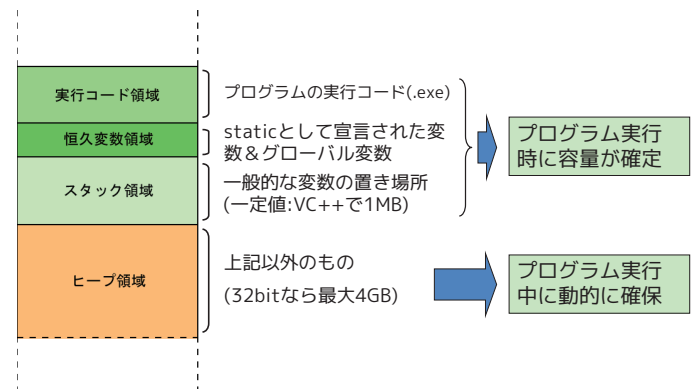 実行コード領域
プログラムの実行コード(.exe)
恒久変数領域
staticとして宣言された変
数＆グローバル変数
プログラム実行
時に容量が確定
スタック領域
一般的な変数の置き場所
(一定値:VC++で1MB)
ヒープ領域
上記以外のもの
(32bitなら最大4GB)
プログラム実行
中に動的に確保